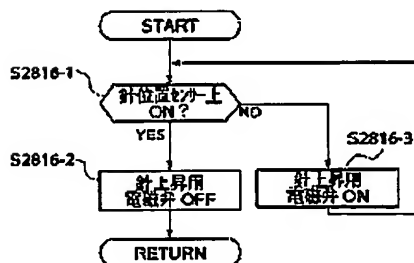 START
S2816-1
針位置センサー上
ON?
NO
YES
S2816-2
S2816-3
針上昇用
電磁弁 OFF
針上昇用
電磁弁 ON
RETURN